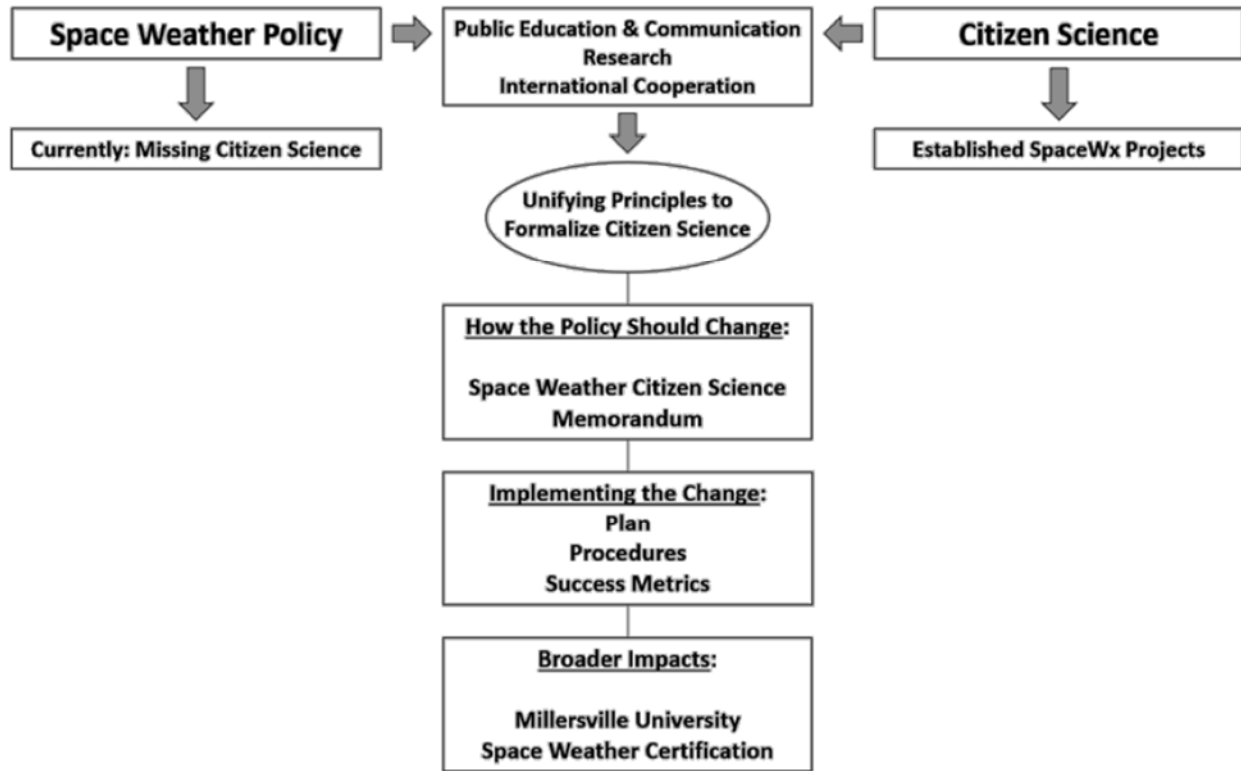 Space Weather Policy
Public Education & Communication
Research
International Cooperation
Citizen Science
Currently: Missing Citizen Science
Established SpaceWx Projects
Unifying Principles to
Formalize Citizen Science
How the Policy Should Change:
Space Weather Citizen Science
Memorandum
Implementing the Change:
Plan
Procedures
Success Metrics
Broader Impacts:
Millersville University
Space Weather Certification